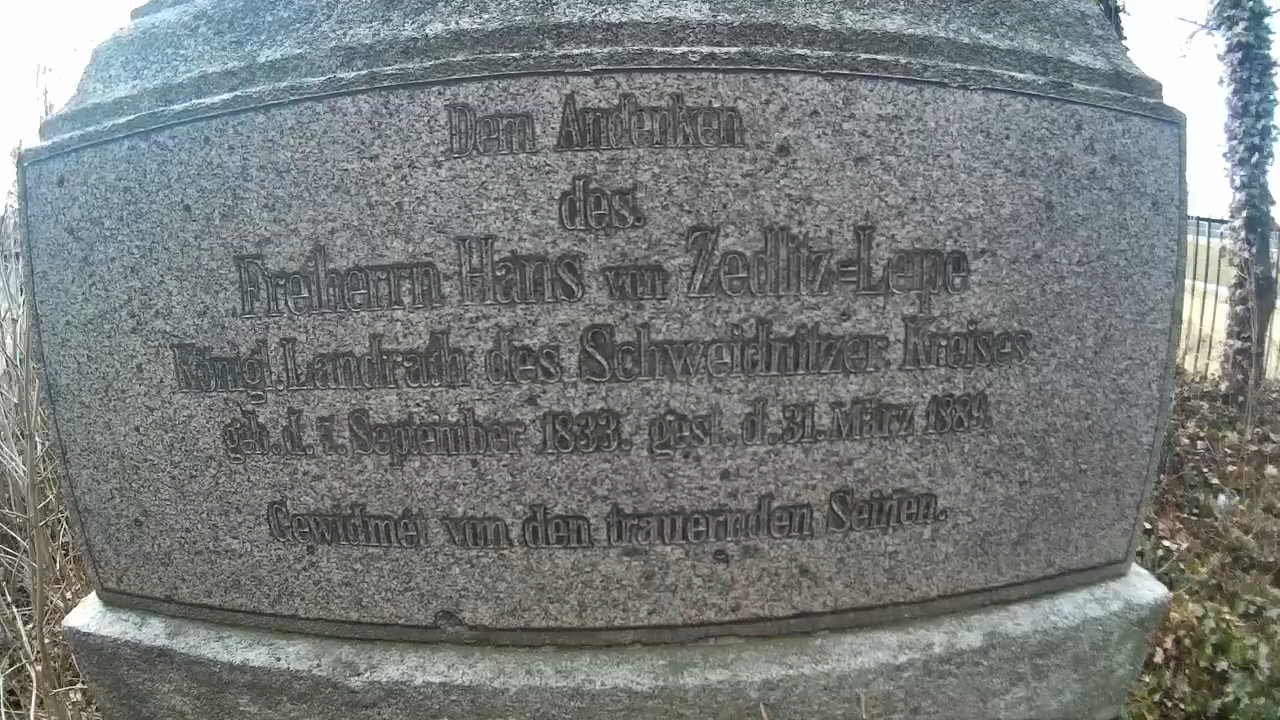 Dem Andenken
des
Freiherrn Hans von Zedlitz=Leipe
Königl. Landrath des Schweidnitzer Kreises
geb. d. 7. September 1833. gest. d. 31. März 1889.
Gewidmet von den trauernden Seinen.